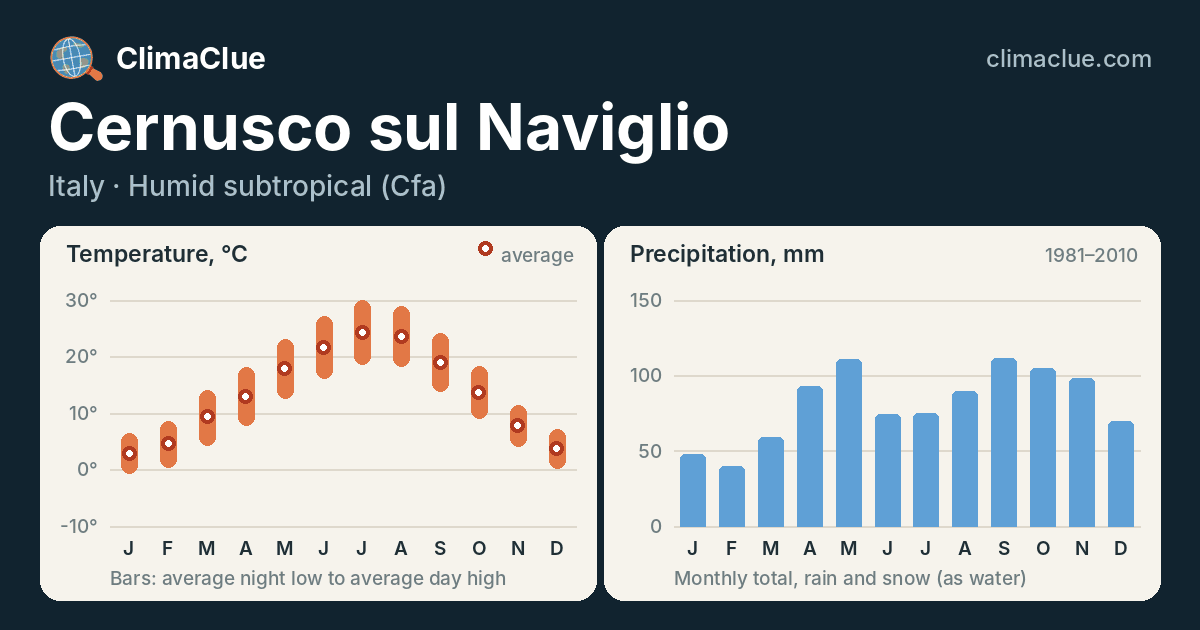 ClimaClue
climaclue.com
Cernusco sul Naviglio
Italy · Humid subtropical (Cfa)
Temperature, °C
average
30°
20°
10°
0°
-10°
J F M A M J J A S O N D
Bars: average night low to average day high
Precipitation, mm
1981–2010
150
100
50
0
J F M A M J J A S O N D
Monthly total, rain and snow (as water)